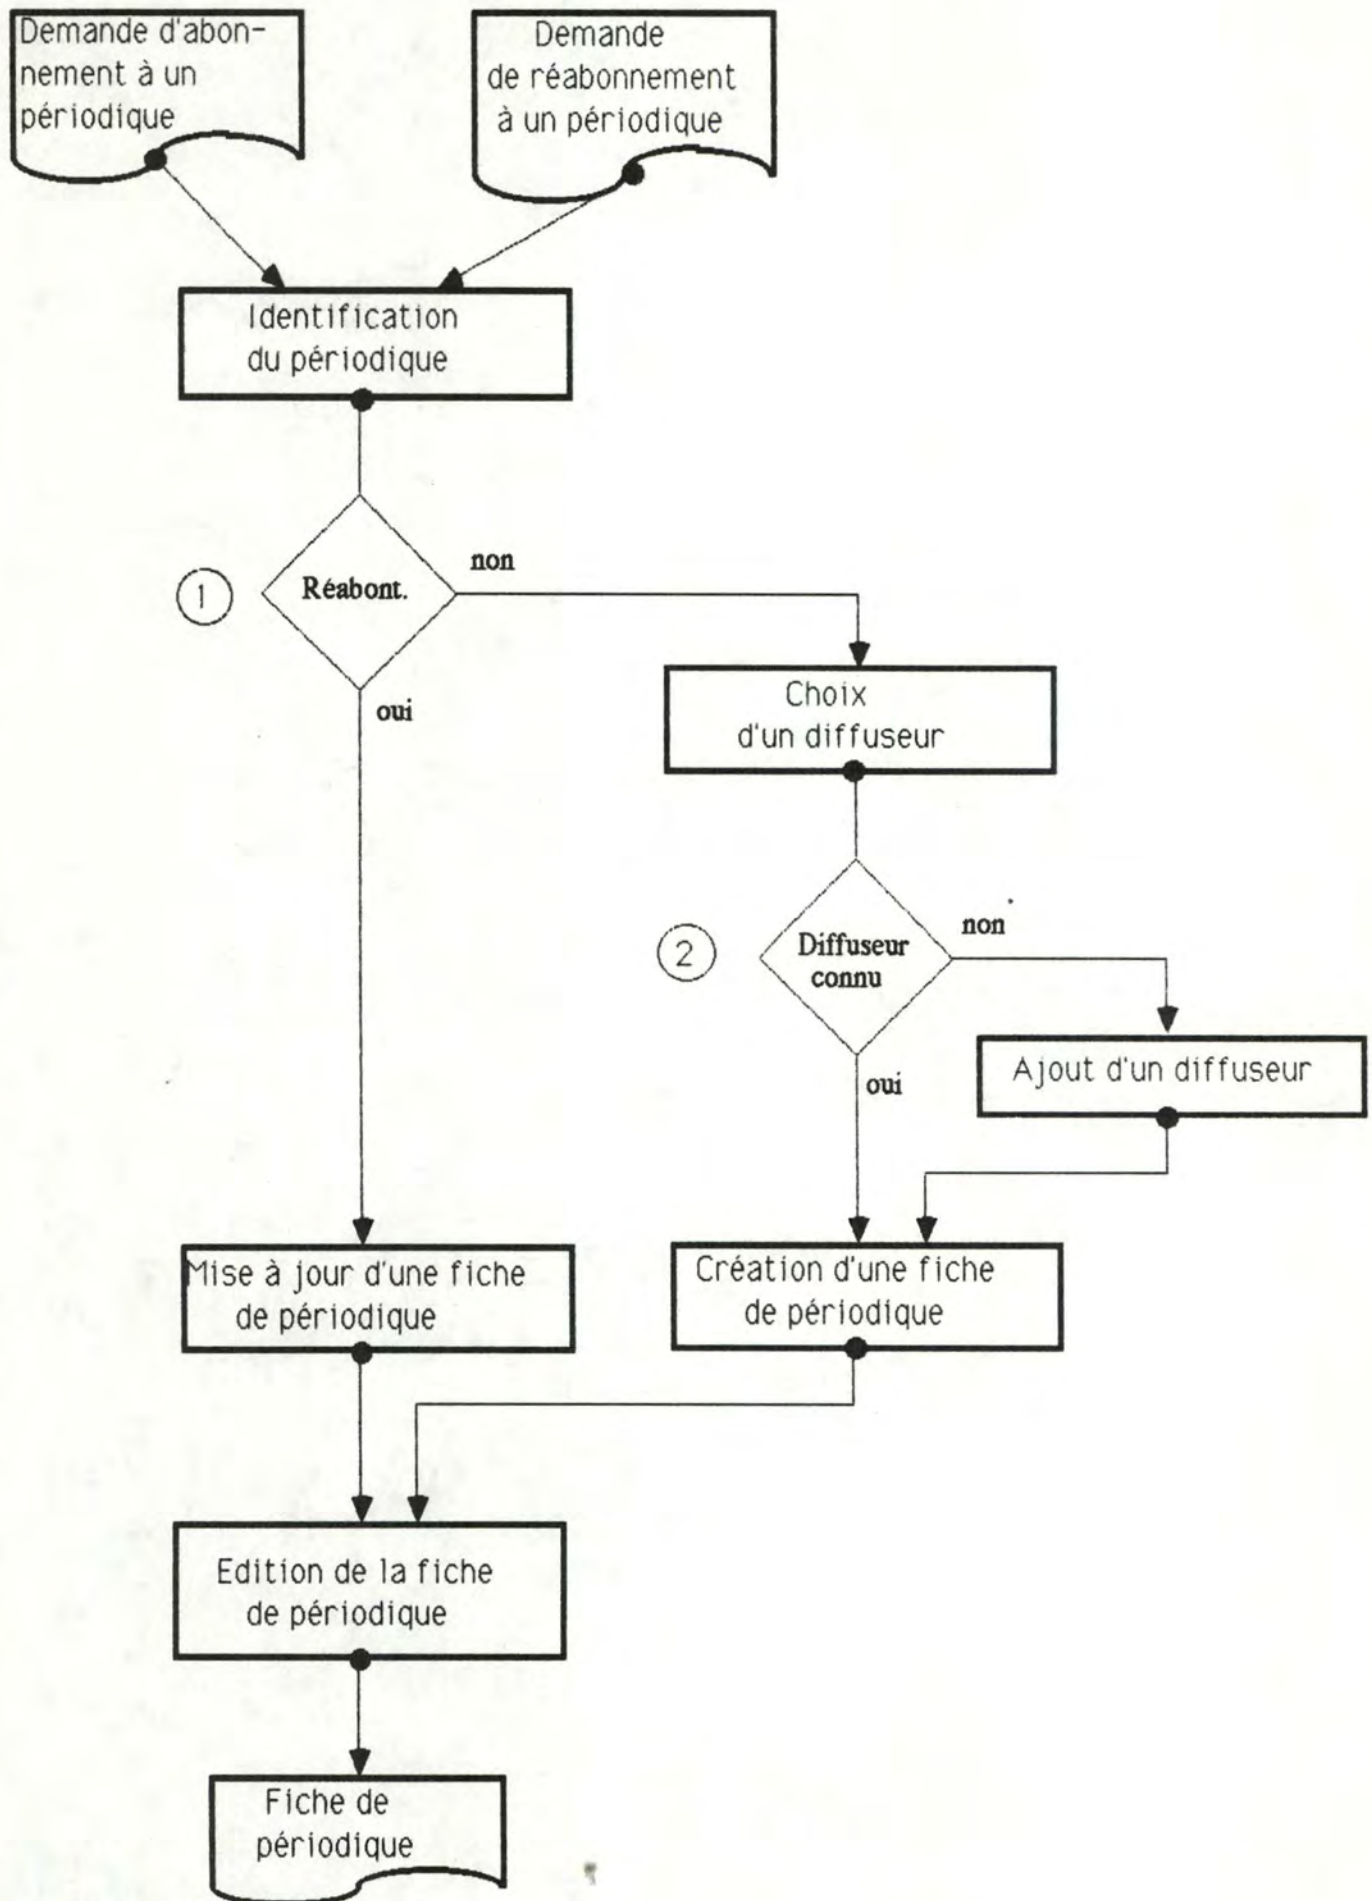 Demande d'abon-
nement à un
périodique
Demande
de réabonnement
à un périodique
Identification
du périodique
1
Réabont.
non
oui
Choix
d'un diffuseur
2
Diffuseur
connu
non
oui
Ajout d'un diffuseur
Mise à jour d'une fiche
de périodique
Création d'une fiche
de périodique
Edition de la fiche
de périodique
Fiche de
périodique